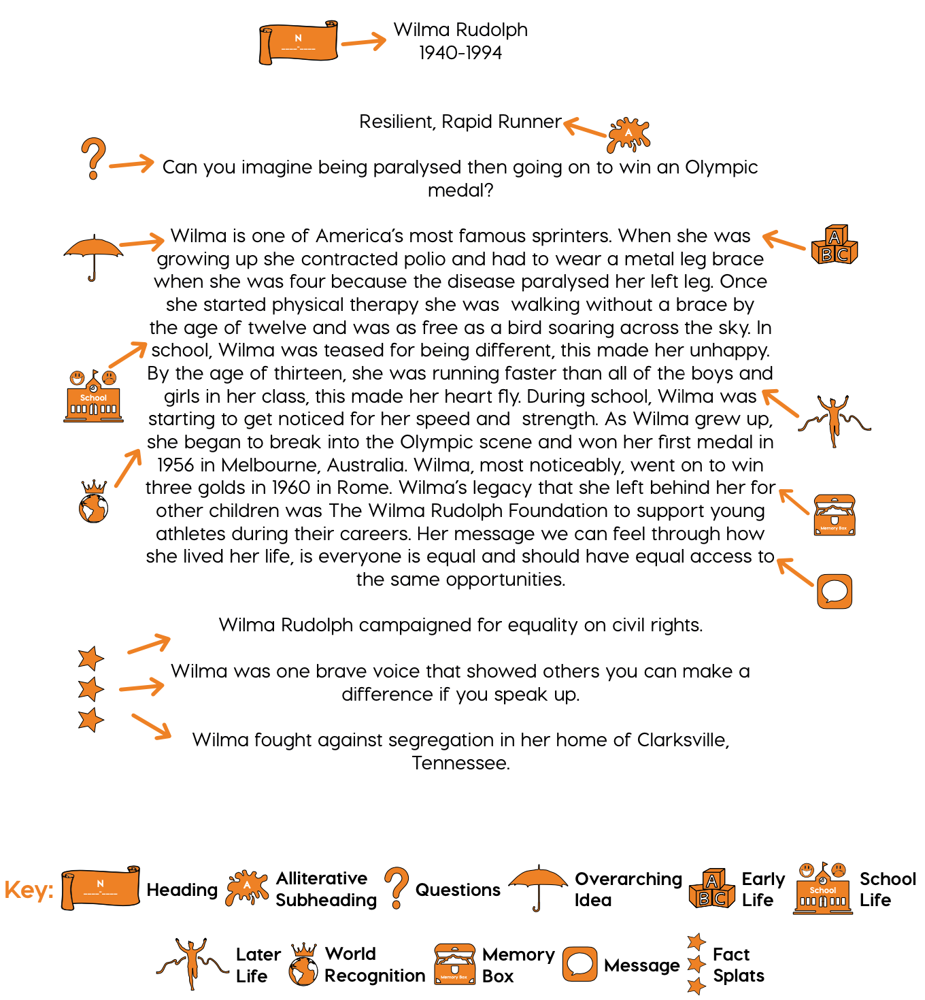 N
____-____
Wilma Rudolph
1940-1994
Resilient, Rapid Runner
A
Can you imagine being paralysed then going on to win an Olympic
medal?
Wilma is one of America's most famous sprinters. When she was
growing up she contracted polio and had to wear a metal leg brace
when she was four because the disease paralysed her left leg. Once
she started physical therapy she was  walking without a brace by
the age of twelve and was as free as a bird soaring across the sky. In
school, Wilma was teased for being different, this made her unhappy.
By the age of thirteen, she was running faster than all of the boys and
girls in her class, this made her heart fly. During school, Wilma was
starting to get noticed for her speed and  strength. As Wilma grew up,
she began to break into the Olympic scene and won her first medal in
1956 in Melbourne, Australia. Wilma, most noticeably, went on to win
three golds in 1960 in Rome. Wilma's legacy that she left behind her for
other children was The Wilma Rudolph Foundation to support young
athletes during their careers. Her message we can feel through how
she lived her life, is everyone is equal and should have equal access to
the same opportunities.
A
B C
School
Memory Box
Wilma Rudolph campaigned for equality on civil rights.
Wilma was one brave voice that showed others you can make a
difference if you speak up.
Wilma fought against segregation in her home of Clarksville,
Tennessee.
Key:
N
____-____
Heading
A
Alliterative
Subheading
Questions
Overarching
Idea
A
B C
Early
Life
School
School
Life
Later
Life
World
Recognition
Memory Box
Memory
Box
Message
Fact
Splats